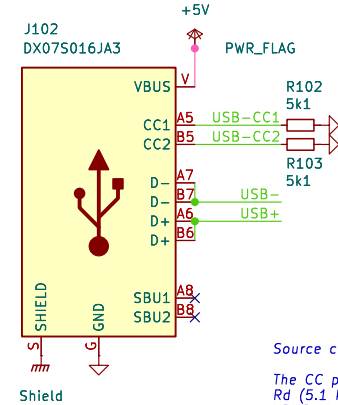 +5V
J102
DX07S016JA3
PWR_FLAG
VBUS V
R102
5k1
CC1 A5 USB-CC1
CC2 B5 USB-CC2
R103
5k1
D- A7
D- B7 USB-
D+ A6 USB+
D+ B6
SBU1 A8
SBU2 B8
SHIELD
GND
S
G
Source c
The CC p
Rd (5.1
Shield